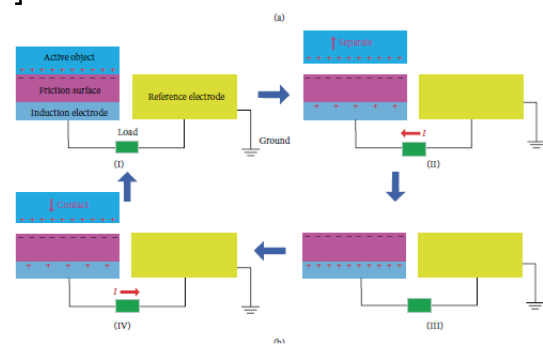 (a)
Active object
+ + + + + + + + +
Friction surface
Induction electrode
Reference electrode
Load
Ground
(I)
Separate
+ + + + + + + + +
+ + + + + +
I
(II)
Contact
+ + + + + + + + +
+ + + + +
I
(IV)
+ + + + + + + + +
(III)